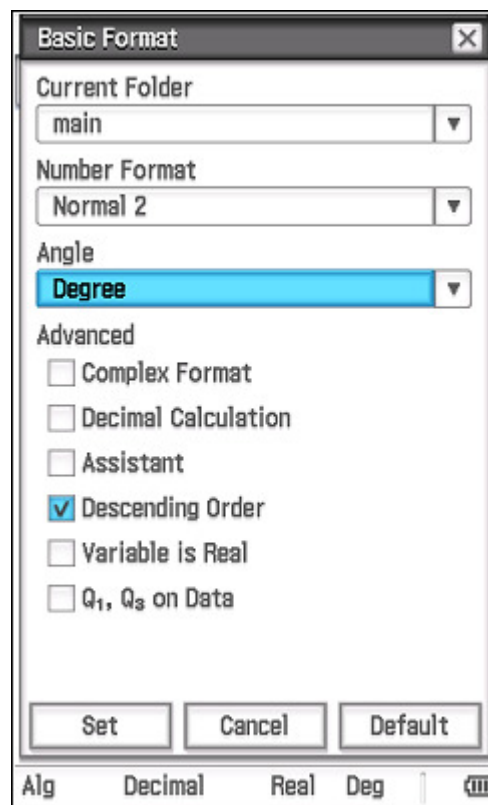 Basic Format
Current Folder
main
Number Format
Normal 2
Angle
Degree
Advanced
Complex Format
Decimal Calculation
Assistant
Descending Order
Variable is Real
Q₁, Q₃ on Data
Set Cancel Default
Alg Decimal Real Deg